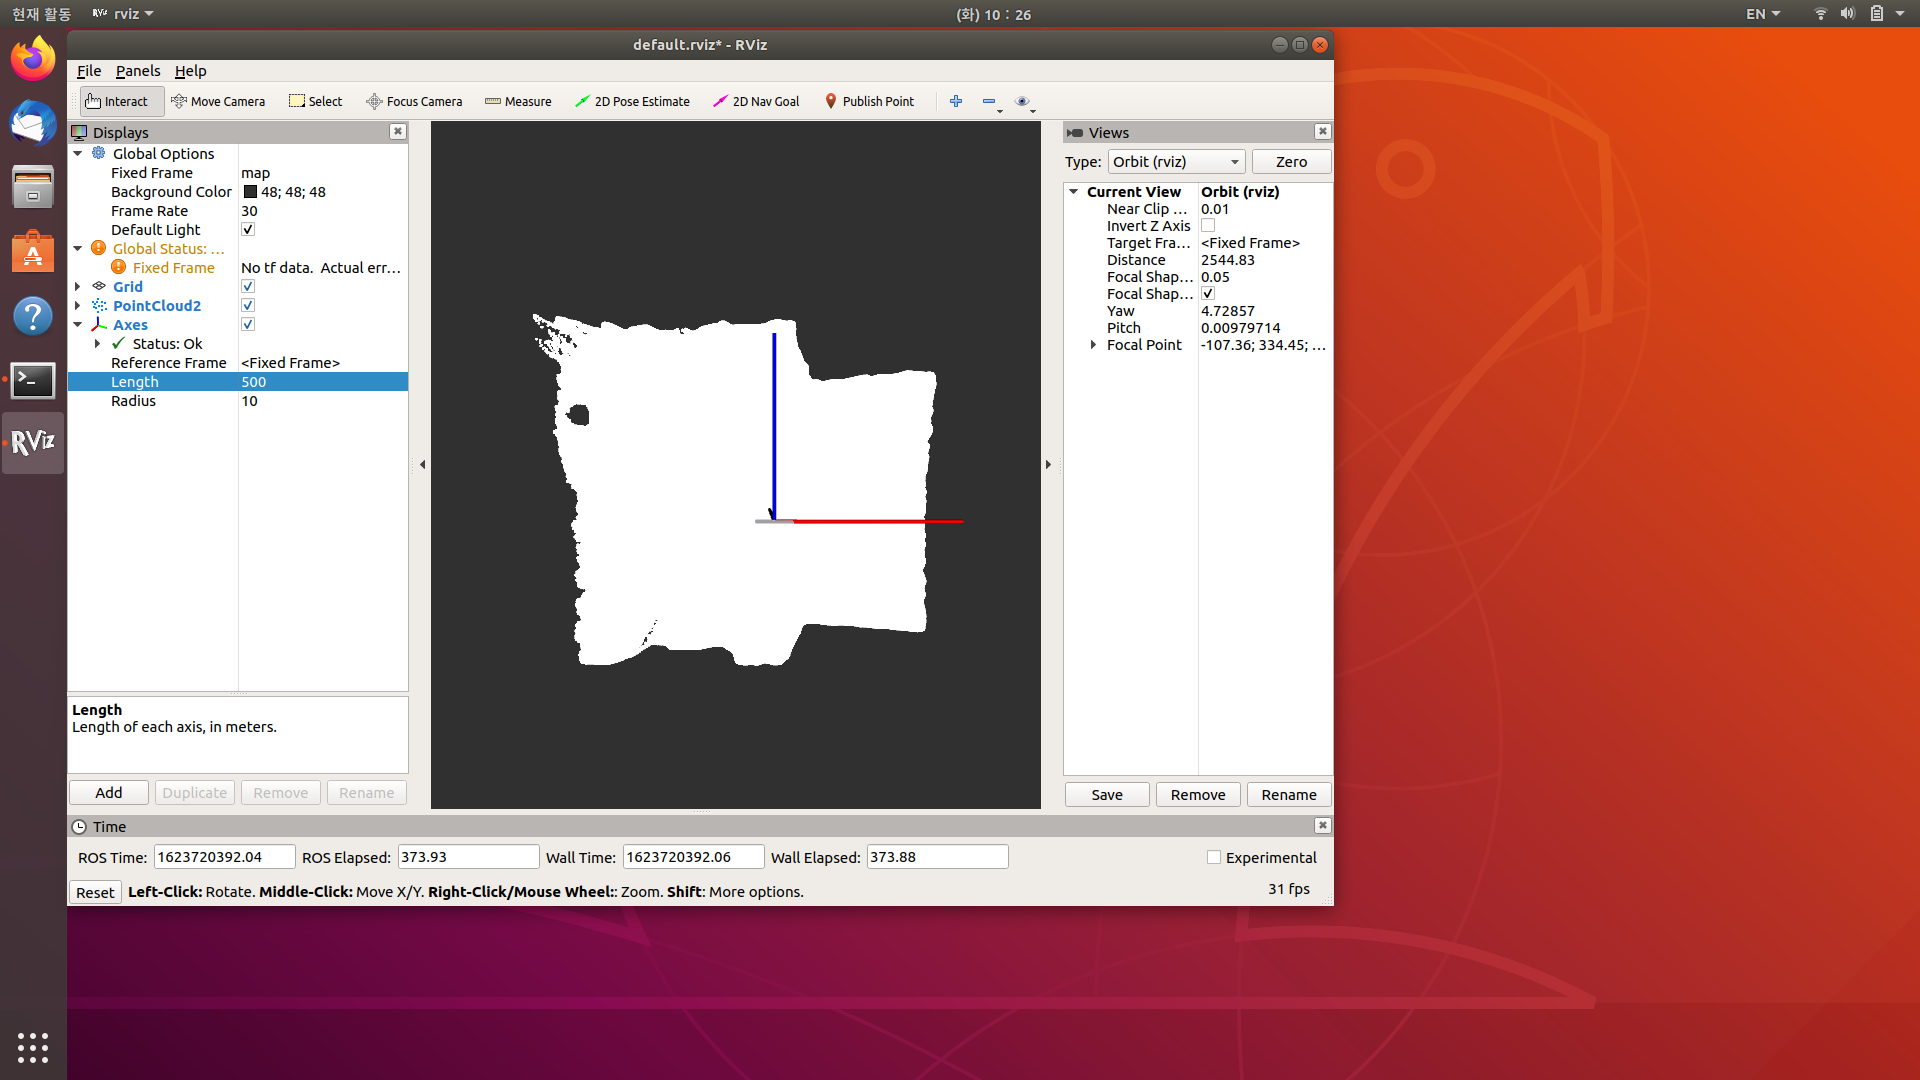 현재 활동 RViz rviz (화) 10 : 26 EN
default.rviz* - RViz
File Panels Help
Interact Move Camera Select Focus Camera Measure 2D Pose Estimate 2D Nav Goal Publish Point
Displays
Global Options
Fixed Frame map
Background Color 48; 48; 48
Frame Rate 30
Default Light
Global Status: ...
Fixed Frame No tf data. Actual err...
Grid
PointCloud2
Axes
Status: Ok
Reference Frame <Fixed Frame>
Length 500
Radius 10
Length
Length of each axis, in meters.
Add Duplicate Remove Rename
Views
Type: Orbit (rviz) Zero
Current View Orbit (rviz)
Near Clip ... 0.01
Invert Z Axis
Target Fra... <Fixed Frame>
Distance 2544.83
Focal Shap... 0.05
Focal Shap...
Yaw 4.72857
Pitch 0.00979714
Focal Point -107.36; 334.45; ...
Save Remove Rename
Time
ROS Time: 1623720392.04 ROS Elapsed: 373.93 Wall Time: 1623720392.06 Wall Elapsed: 373.88 Experimental
Reset Left-Click: Rotate. Middle-Click: Move X/Y. Right-Click/Mouse Wheel:: Zoom. Shift: More options. 31 fps
RViz